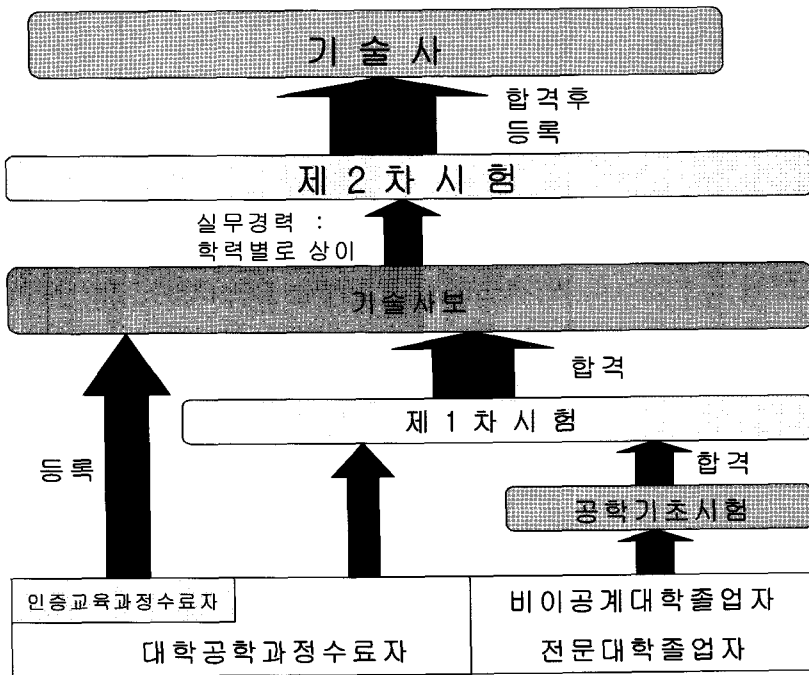 기 술 사
합격후
등록
제 2 차 시 험
실무경력 :
학력별로 상이
기술사보
합격
제 1 차 시 험
등록
합격
공학기초시험
인증교육과정수료자
대학공학과정수료자
비이공계대학졸업자
전문대학졸업자